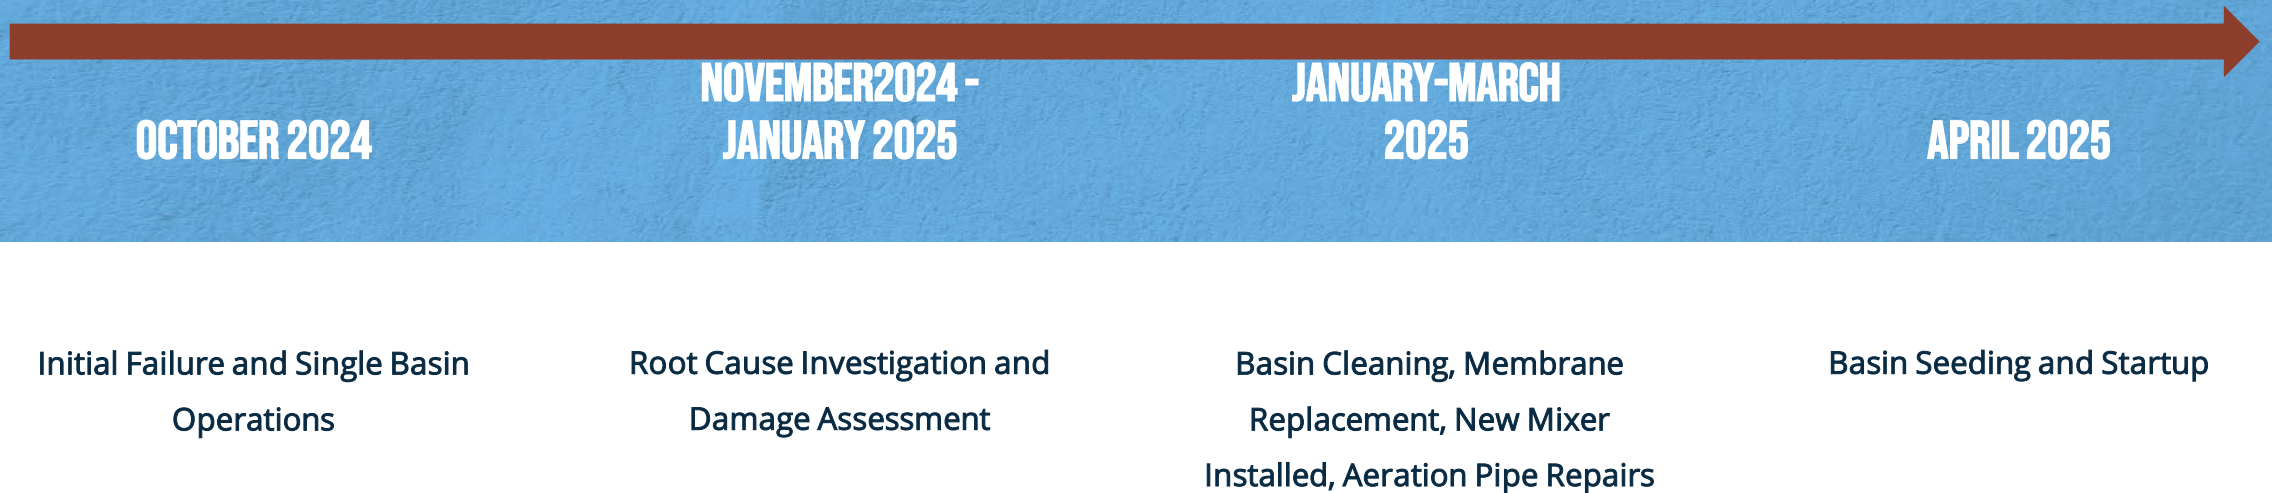 OCTOBER 2024
NOVEMBER2024 -
JANUARY 2025
JANUARY-MARCH
2025
APRIL 2025
Initial Failure and Single Basin
Operations
Root Cause Investigation and
Damage Assessment
Basin Cleaning, Membrane
Replacement, New Mixer
Installed, Aeration Pipe Repairs
Basin Seeding and Startup